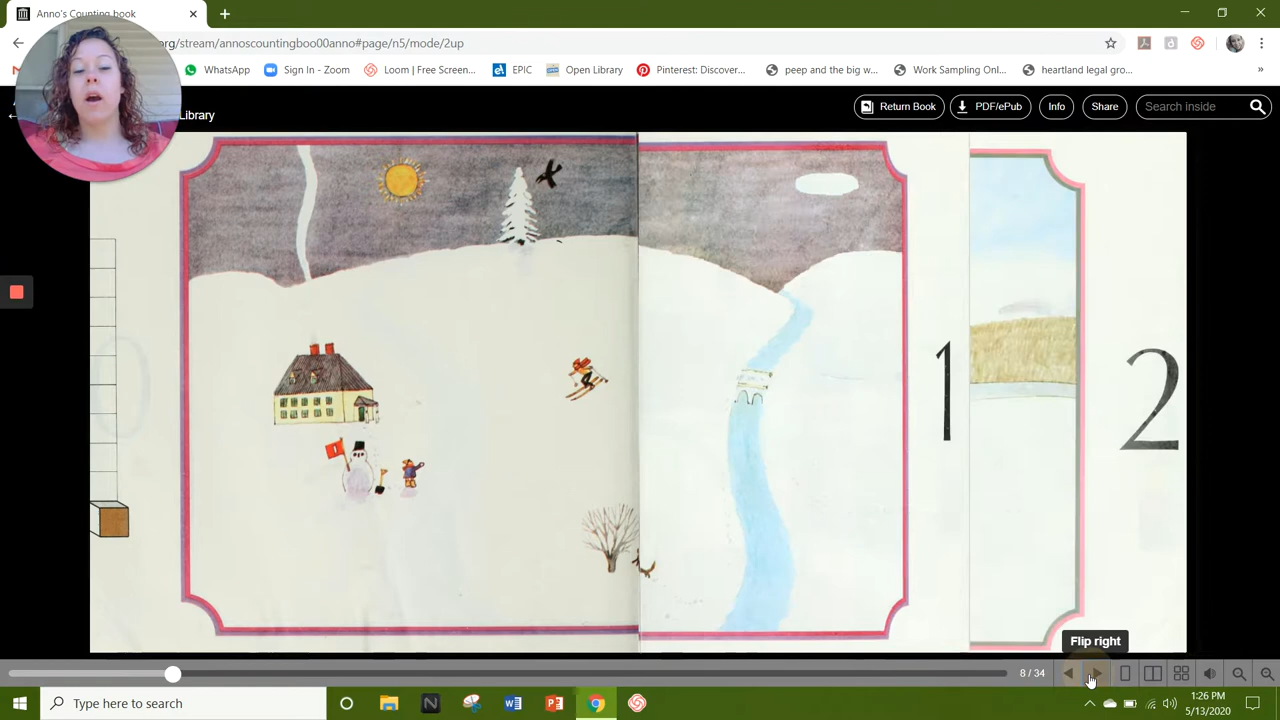 Anno's Counting book
org/stream/annoscountingboo00anno#page/n5/mode/2up
WhatsApp
Sign In - Zoom
Loom | Free Screen...
EPIC
Open Library
Pinterest: Discover...
peep and the big w...
Work Sampling Onl...
heartland legal gro...
»
Library
Return Book
PDF/ePub
Info
Share
Search inside
1
1
2
Flip right
8 / 34
Type here to search
1:26 PM
5/13/2020